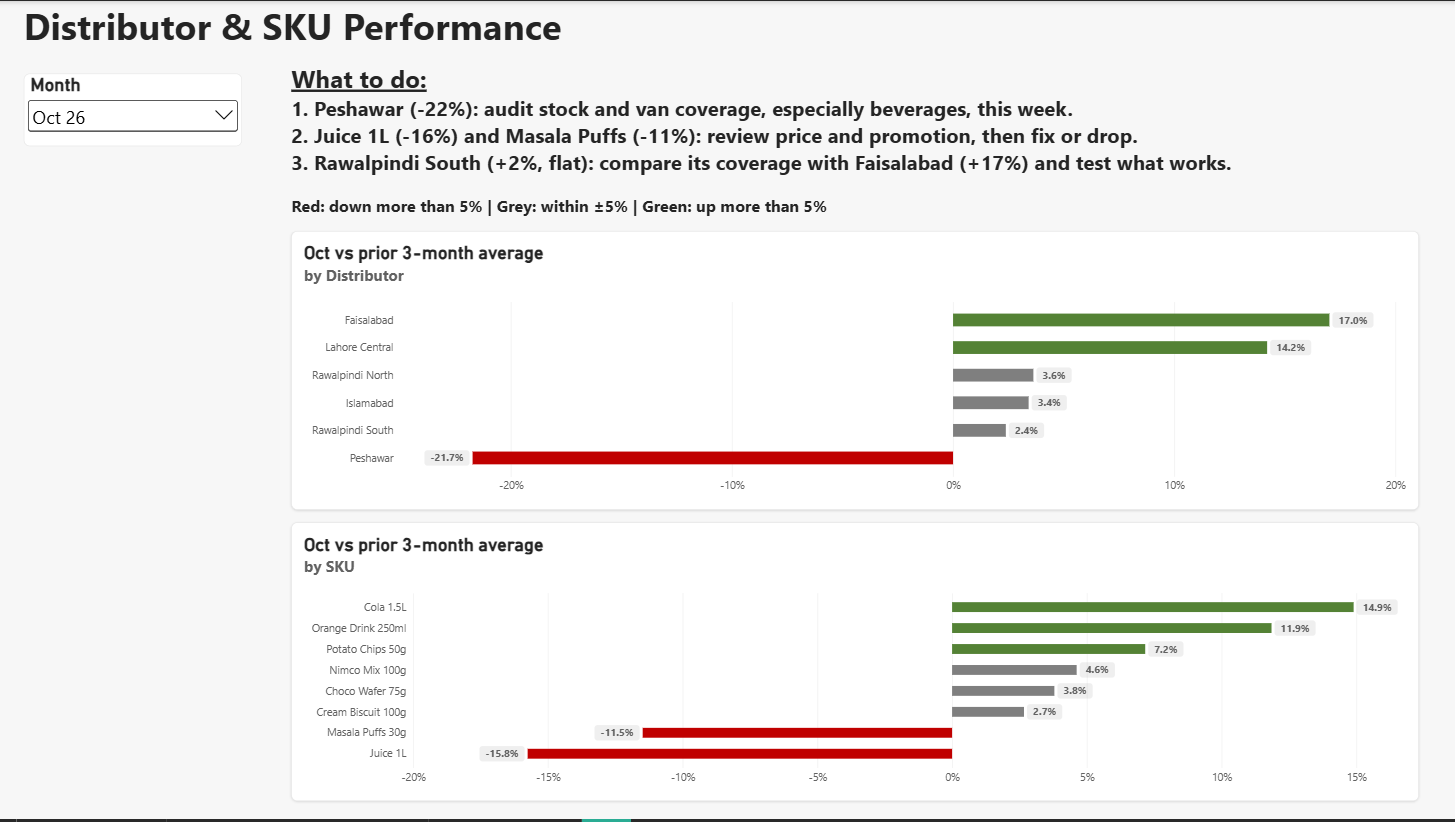 Distributor & SKU Performance
Month
Oct 26
What to do:
1. Peshawar (-22%): audit stock and van coverage, especially beverages, this week.
2. Juice 1L (-16%) and Masala Puffs (-11%): review price and promotion, then fix or drop.
3. Rawalpindi South (+2%, flat): compare its coverage with Faisalabad (+17%) and test what works.
Red: down more than 5% | Grey: within ±5% | Green: up more than 5%
Oct vs prior 3-month average
by Distributor
Faisalabad 17.0%
Lahore Central 14.2%
Rawalpindi North 3.6%
Islamabad 3.4%
Rawalpindi South 2.4%
Peshawar -21.7%
-20% -10% 0% 10% 20%
Oct vs prior 3-month average
by SKU
Cola 1.5L 14.9%
Orange Drink 250ml 11.9%
Potato Chips 50g 7.2%
Nimco Mix 100g 4.6%
Choco Wafer 75g 3.8%
Cream Biscuit 100g 2.7%
Masala Puffs 30g -11.5%
Juice 1L -15.8%
-20% -15% -10% -5% 0% 5% 10% 15%